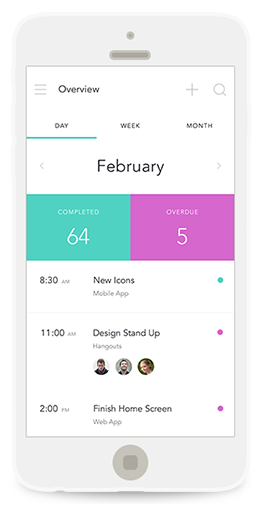 Overview
DAY WEEK MONTH
February
COMPLETED OVERDUE
64 5
8:30 AM New Icons
Mobile App
11:00 AM Design Stand Up
Hangouts
2:00 PM Finish Home Screen
Web App